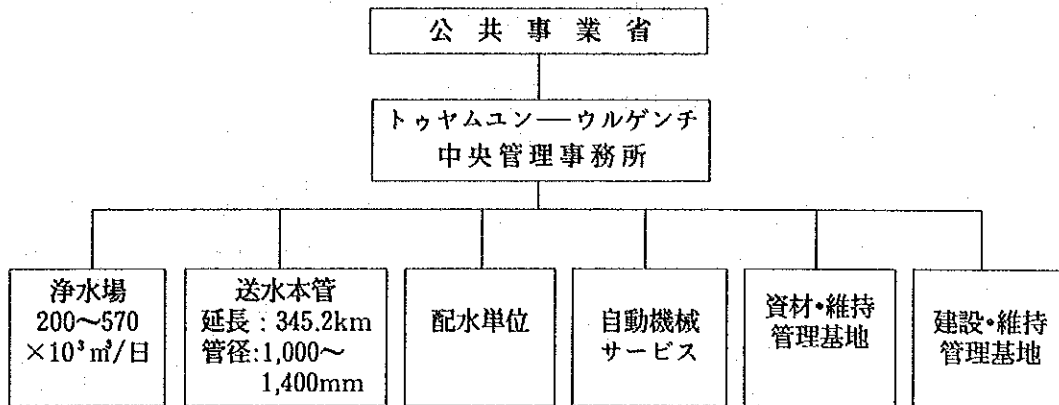 公共事業省
トゥヤムユン──ウルゲンチ
中央管理事務所
浄水場
200～570
×10³㎥/日
送水本管
延長：345.2km
管径:1,000～
1,400mm
配水単位
自動機械
サービス
資材・維持
管理基地
建設・維持
管理基地